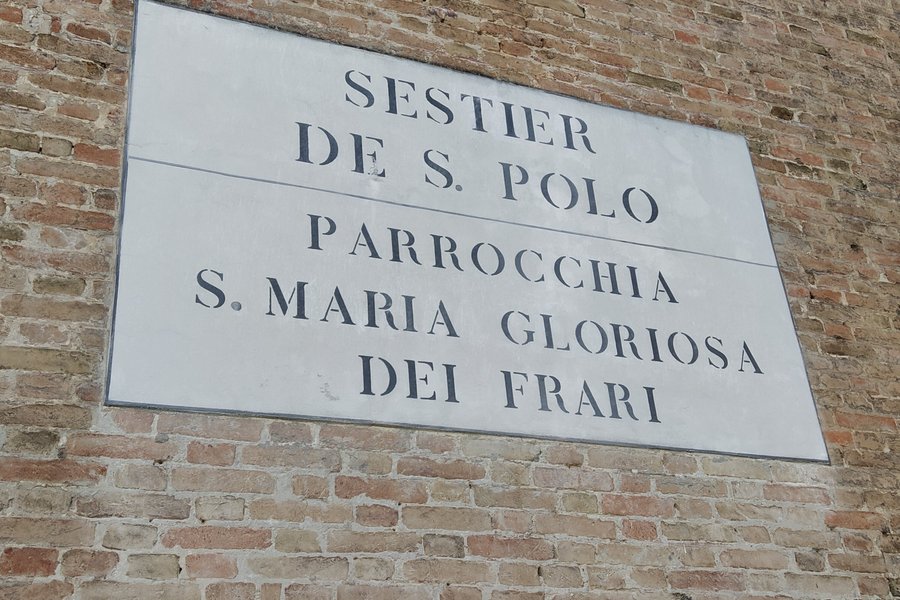 SESTIER
DE S. POLO
PARROCCHIA
S. MARIA GLORIOSA
DEI FRARI